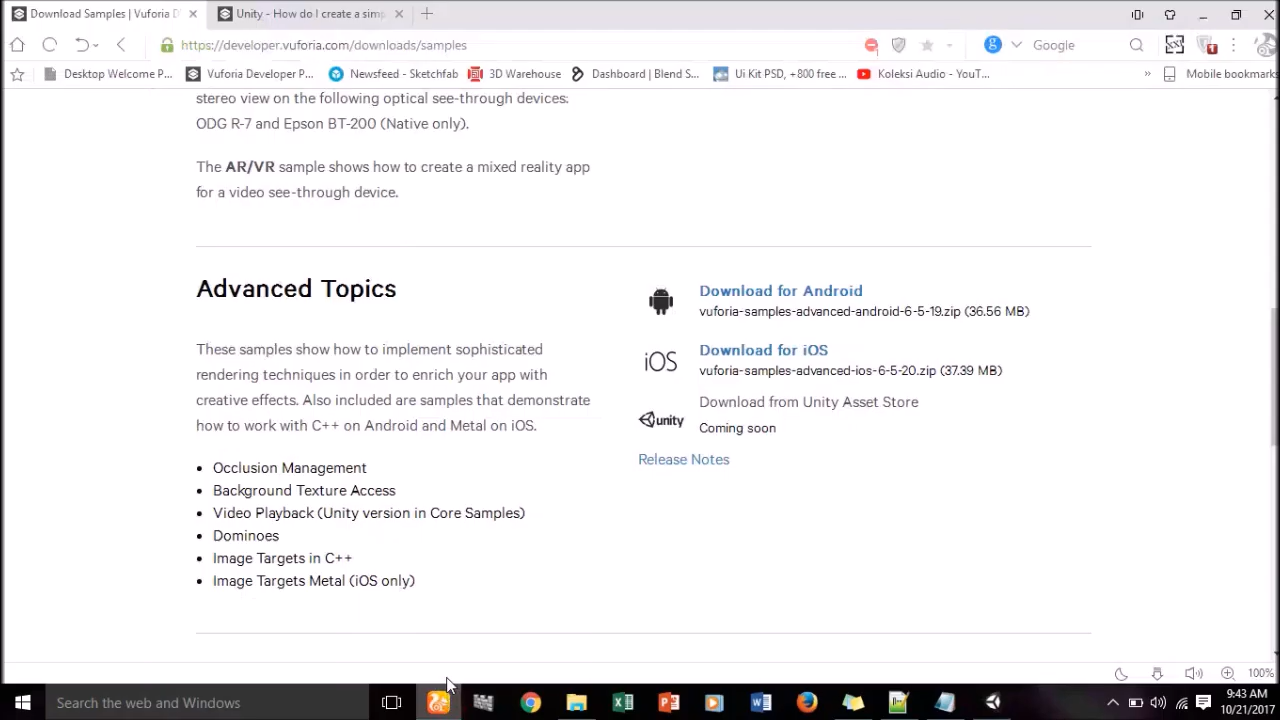 Download Samples | Vuforia D
Unity - How do I create a simp
https://developer.vuforia.com/downloads/samples
Google
Desktop Welcome P...
Vuforia Developer P...
Newsfeed - Sketchfab
3D Warehouse
Dashboard | Blend S...
Ui Kit PSD, +800 free ...
Koleksi Audio - YouT...
»
Mobile bookmark
stereo view on the following optical see-through devices:
ODG R-7 and Epson BT-200 (Native only).
The AR/VR sample shows how to create a mixed reality app
for a video see-through device.
Advanced Topics
These samples show how to implement sophisticated
rendering techniques in order to enrich your app with
creative effects. Also included are samples that demonstrate
how to work with C++ on Android and Metal on iOS.
• Occlusion Management
• Background Texture Access
• Video Playback (Unity version in Core Samples)
• Dominoes
• Image Targets in C++
• Image Targets Metal (iOS only)
Download for Android
vuforia-samples-advanced-android-6-5-19.zip (36.56 MB)
iOS
Download for iOS
vuforia-samples-advanced-ios-6-5-20.zip (37.39 MB)
unity
Download from Unity Asset Store
Coming soon
Release Notes
100%
Search the web and Windows
9:43 AM
10/21/2017